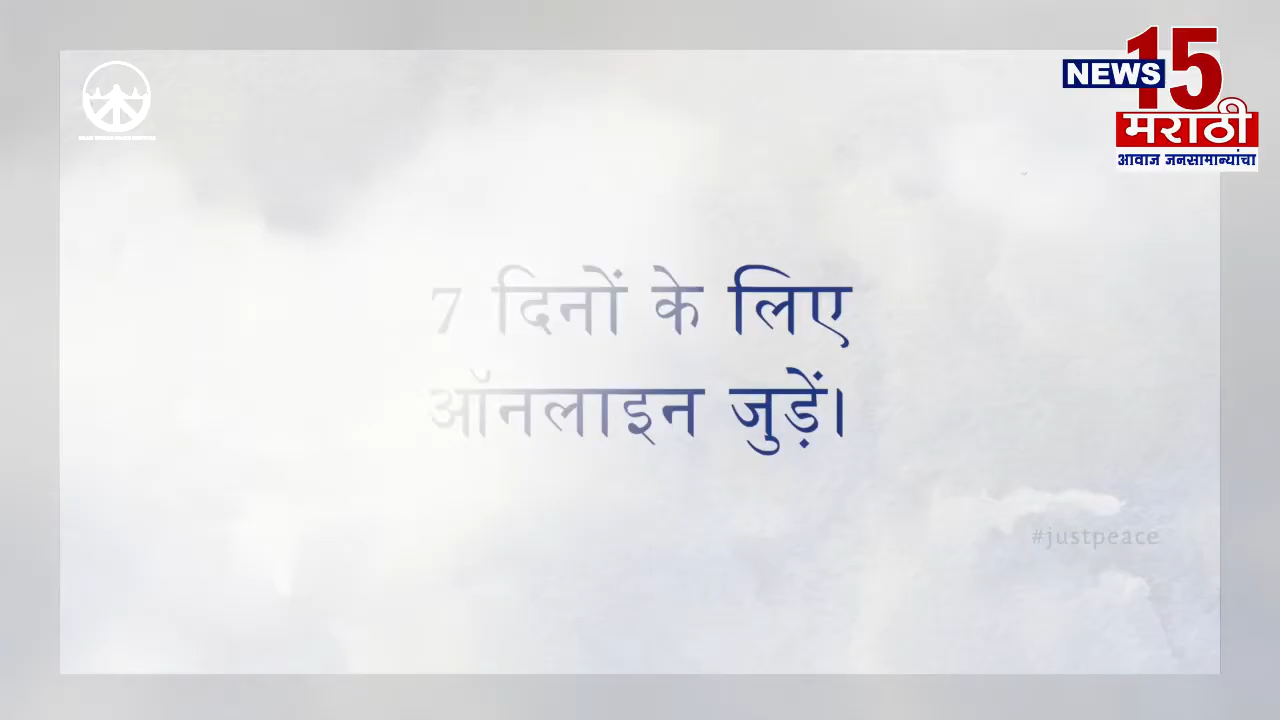 NEWS 15
मराठी
आवाज जनसामान्यांचा
7 दिनों के लिए
ऑनलाइन जुड़ें।
#justpeace